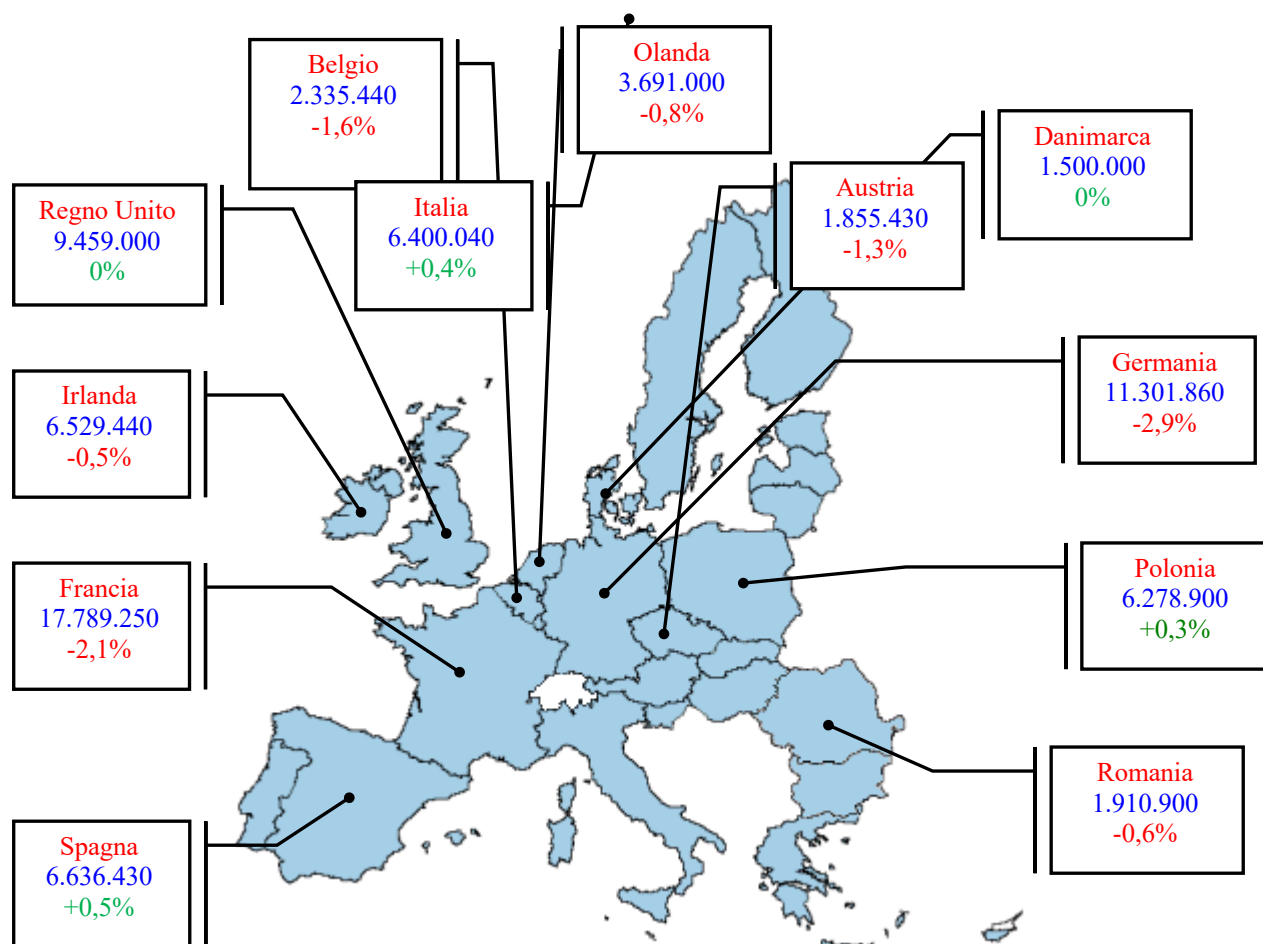 Belgio
2.335.440
-1,6%
Olanda
3.691.000
-0,8%
Danimarca
1.500.000
0%
Austria
1.855.430
-1,3%
Regno Unito
9.459.000
0%
Italia
6.400.040
+0,4%
Germania
11.301.860
-2,9%
Irlanda
6.529.440
-0,5%
Francia
17.789.250
-2,1%
Polonia
6.278.900
+0,3%
Romania
1.910.900
-0,6%
Spagna
6.636.430
+0,5%